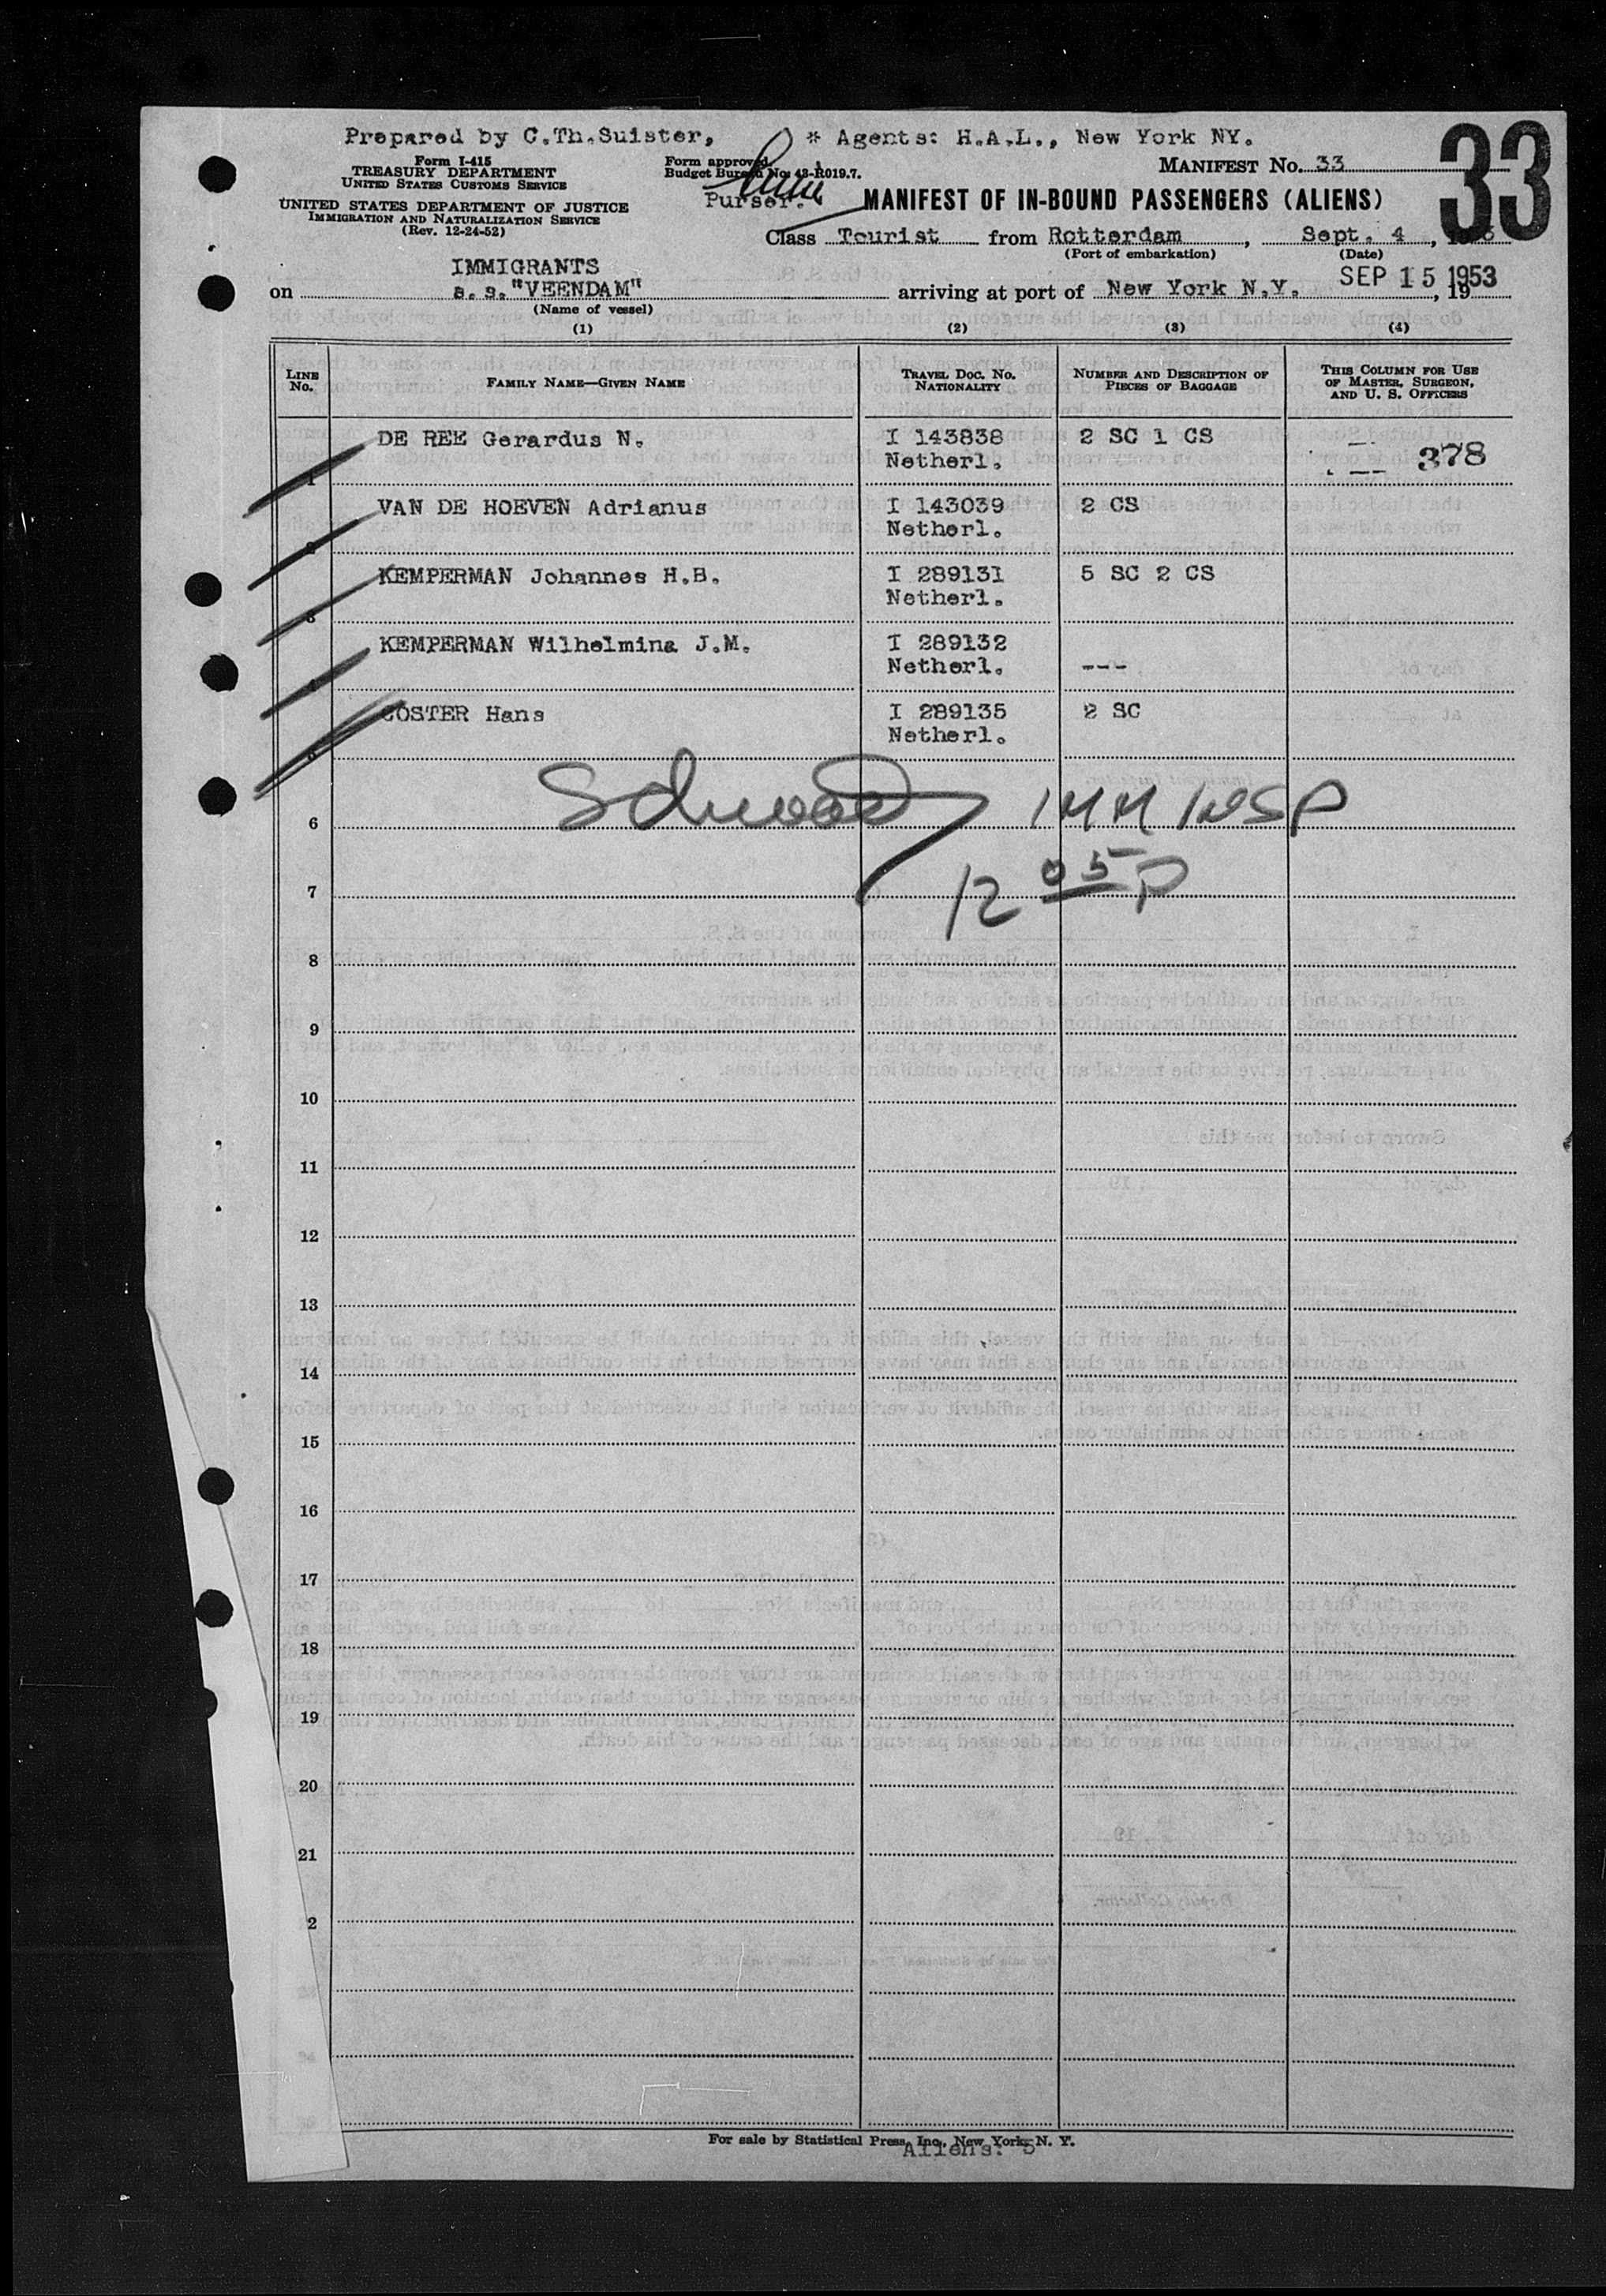 Prepared by C.Th.Suister, * Agents: H.A.L., New York NY.
Form I-415
TREASURY DEPARTMENT
UNITED STATES CUSTOMS SERVICE
UNITED STATES DEPARTMENT OF JUSTICE
IMMIGRATION AND NATURALIZATION SERVICE
(Rev. 12-24-52)
Form approved.
Budget Bureau No. 43-R019.7.
Purser.
MANIFEST NO. 33
33
MANIFEST OF IN-BOUND PASSENGERS (ALIENS)
Class Tourist from Rotterdam, Sept. 4,
(Port of embarkation) (Date)
IMMIGRANTS
on s.s."VEENDAM" arriving at port of New York N.Y. SEP 15 1953, 19
(Name of vessel)
(1) (2) (3) (4)
LINE NO. FAMILY NAME—GIVEN NAME TRAVEL DOC. NO. NATIONALITY NUMBER AND DESCRIPTION OF PIECES OF BAGGAGE THIS COLUMN FOR USE OF MASTER, SURGEON, AND U. S. OFFICERS
DE REE Gerardus N. I 143838 2 SC 1 CS
1 Netherl. 378
VAN DE HOEVEN Adrianus I 143039 2 CS
2 Netherl.
KEMPERMAN Johannes H.B. I 289131 5 SC 2 CS
3 Netherl.
KEMPERMAN Wilhelmina J.M. I 289132
4 Netherl. ---
COSTER Hans I 289135 2 SC
5 Netherl.
6 IMM INSP
7 12 05 P
8
9
10
11
12
13
14
15
16
17
18
19
20
21
2
For sale by Statistical Press, Inc., New York, N. Y.
Aliens: 5